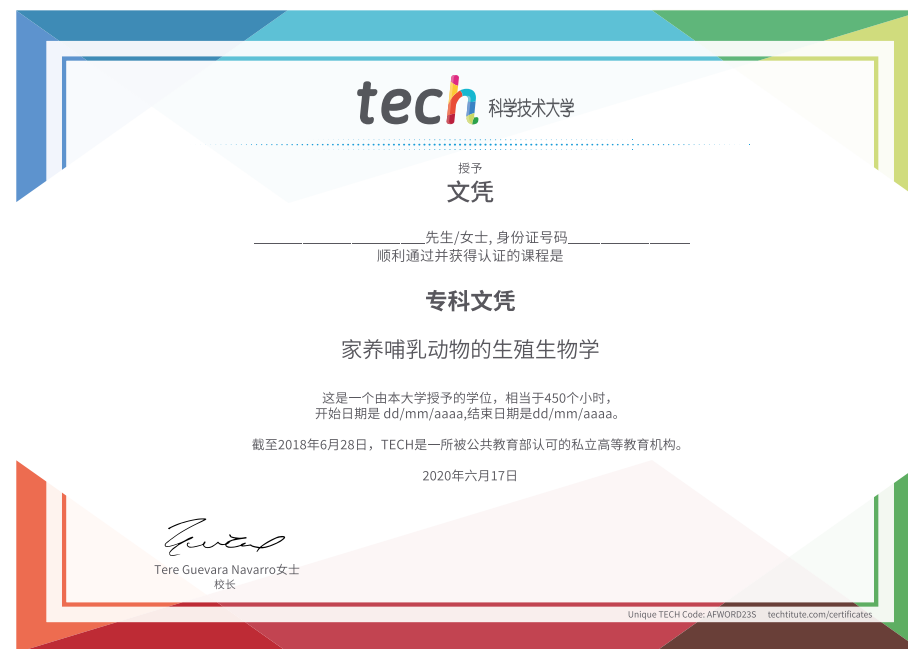 tech 科学技术大学
授予
文凭
______________________先生/女士, 身份证号码________________
顺利通过并获得认证的课程是
专科文凭
家养哺乳动物的生殖生物学
这是一个由本大学授予的学位，相当于450个小时，
开始日期是 dd/mm/aaaa,结束日期是dd/mm/aaaa。
截至2018年6月28日，TECH是一所被公共教育部认可的私立高等教育机构。
2020年六月17日
Tere Guevara Navarro女士
校长
Unique TECH Code: AFWORD23S techtitute.com/certificates